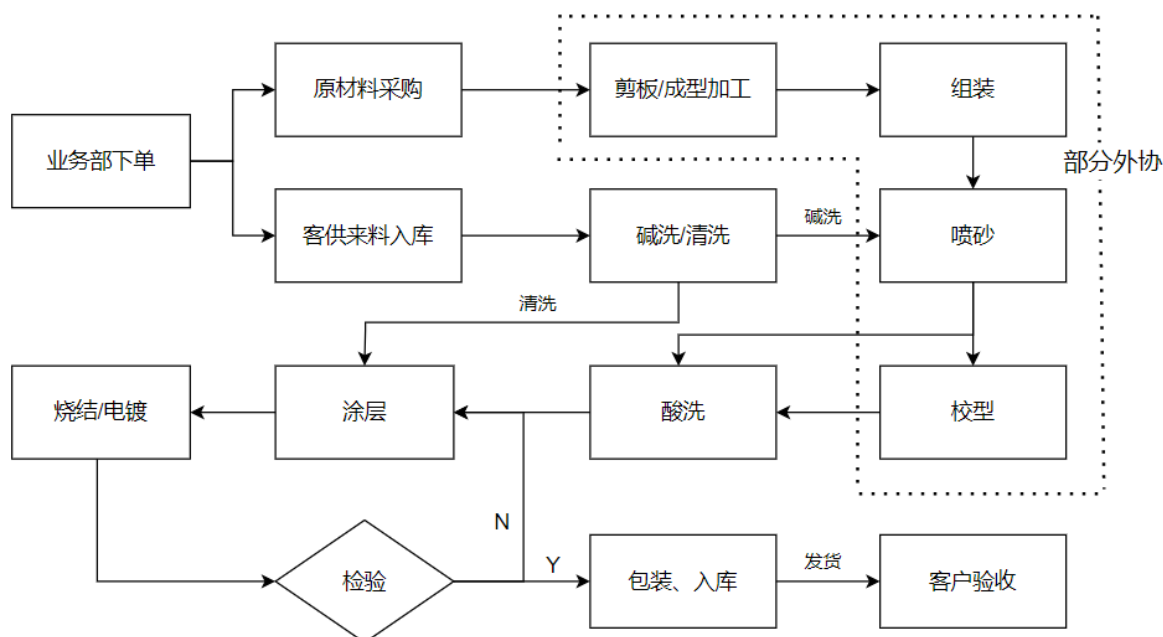 原材料采购
剪板/成型加工
组装
业务部下单
部分外协
客供来料入库
碱洗/清洗
碱洗
喷砂
清洗
烧结/电镀
涂层
酸洗
校型
N
检验
Y
包装、入库
发货
客户验收